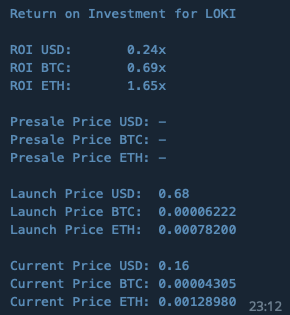 Return on Investment for LOKI
ROI USD: 0.24x
ROI BTC: 0.69x
ROI ETH: 1.65x
Presale Price USD: –
Presale Price BTC: –
Presale Price ETH: –
Launch Price USD: 0.68
Launch Price BTC: 0.00006222
Launch Price ETH: 0.00078200
Current Price USD: 0.16
Current Price BTC: 0.00004305
Current Price ETH: 0.00128980
23:12